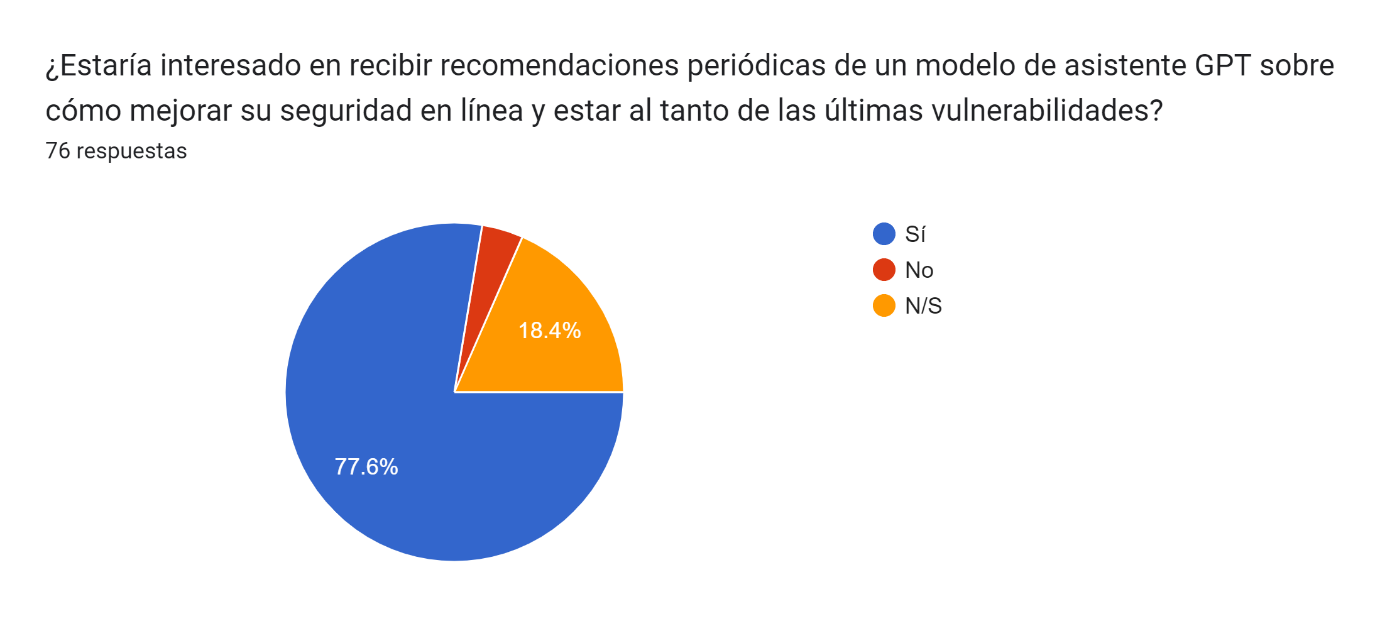 ¿Estaría interesado en recibir recomendaciones periódicas de un modelo de asistente GPT sobre
cómo mejorar su seguridad en línea y estar al tanto de las últimas vulnerabilidades?
76 respuestas
Sí
No
N/S
18.4%
77.6%